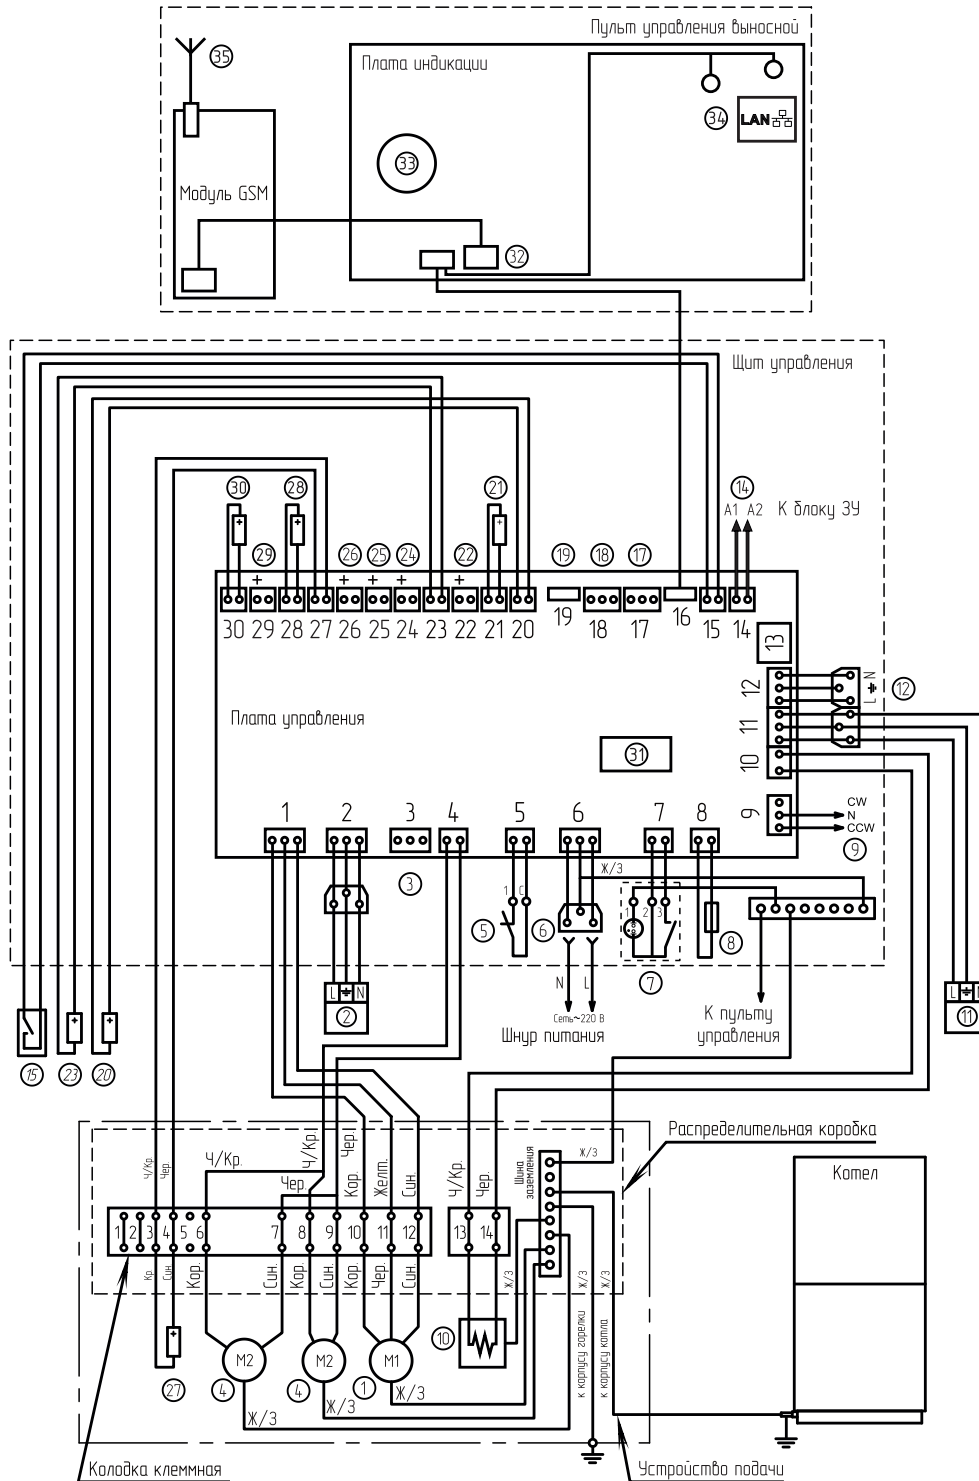 Пульт управления выносной
35
Плата индикации
34
LAN
33
Модуль GSM
32
Щит управления
30
28
21
14
А1 А2 К блоку ЗУ
29
26
25
24
22
19
18
17
+
+
+
+
+
+
+
+
30 29 28 27 26 25 24 23 22 21 20 19 18 17 16 15 14
13
12
L N
12
Плата управления
11
31
10
1 2 3 4 5 6 7 8
9
CW
N
CCW
9
Ж/З
3
1 С
5
6
1 2 3
7
8
L N
2
N L
Сеть~220 В
Шнур питания
К пульту
управления
L N
11
+
+
15
23
20
Распределительная коробка
Ж/З
Ч/Кр.
Чер.
Ч/Кр.
Чер.
Ч/Кр.
Чер.
Кор.
Желт.
Син.
Ч/Кр.
Чер.
Шина
заземления
Котел
1 2 3 4 5 6 7 8 9 10 11 12 13 14
Кр.
Син.
Кор.
Син.
Кор.
Син.
Кор.
Чер.
Син.
Ж/З
Ж/З
Ж/З
10
+
27
М2
4
М2
4
М1
1
Ж/З
Ж/З
Ж/З
к корпусу горелки
к корпусу котла
Колодка клеммная
Устройство подачи